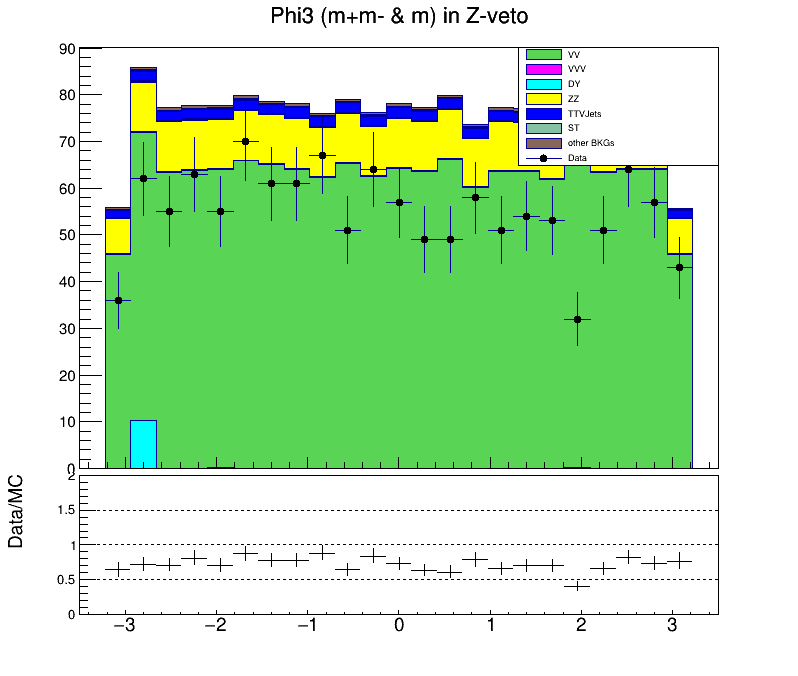 Phi3 (m+m- & m) in Z-veto
90
80
70
60
50
40
30
20
10
0
VV
VVV
DY
ZZ
TTVJets
ST
other BKGs
Data
Data/MC
2
1.5
1
0.5
0
−3 −2 −1 0 1 2 3